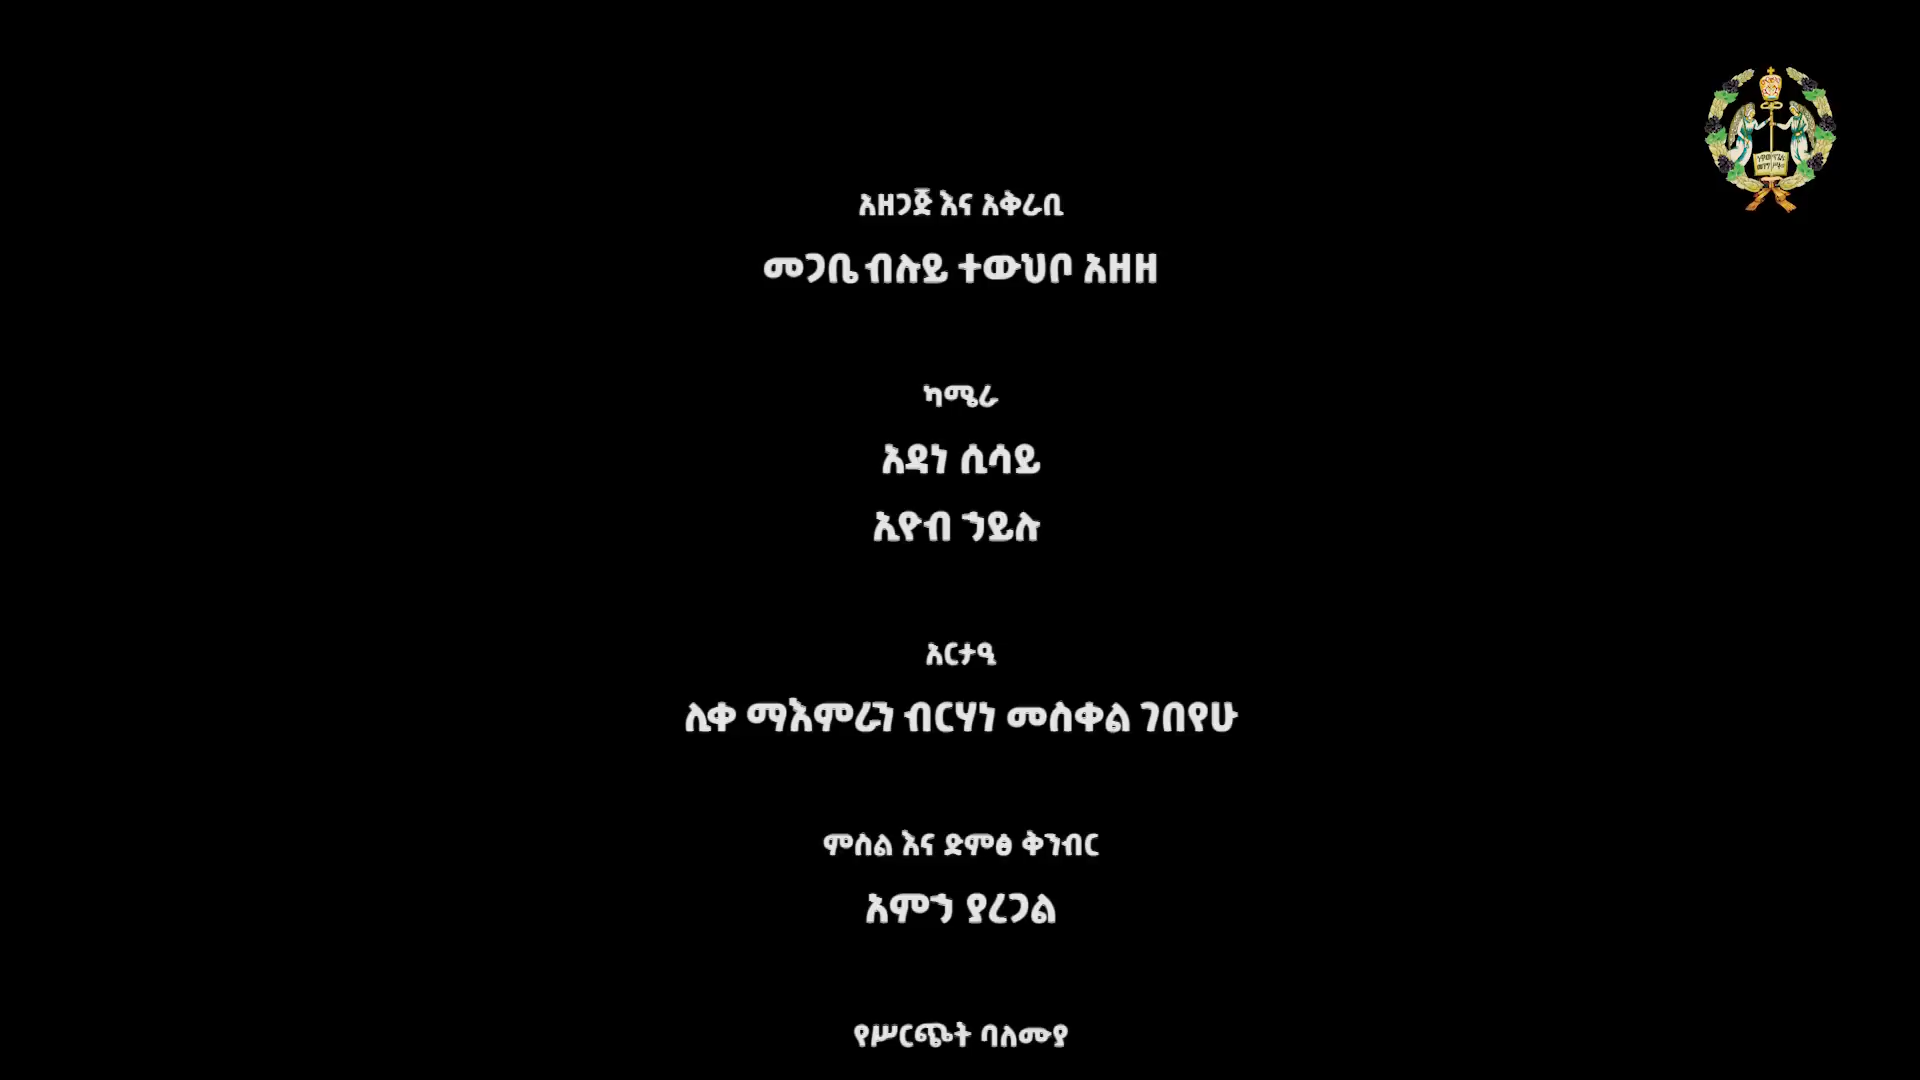 አዘጋጅ እና አቅራቢ
መጋቤ ብሉይ ተውህቦ አዘዘ
ካሜራ
አዳነ ሲሳይ
ኢዮብ ኀይሉ
አርታዒ
ሊቀ ማእምራን ብርሃነ መስቀል ገበየሁ
ምስል እና ድምፅ ቅንብር
አምኀ ያረጋል
የሥርጭት ባለሙያ